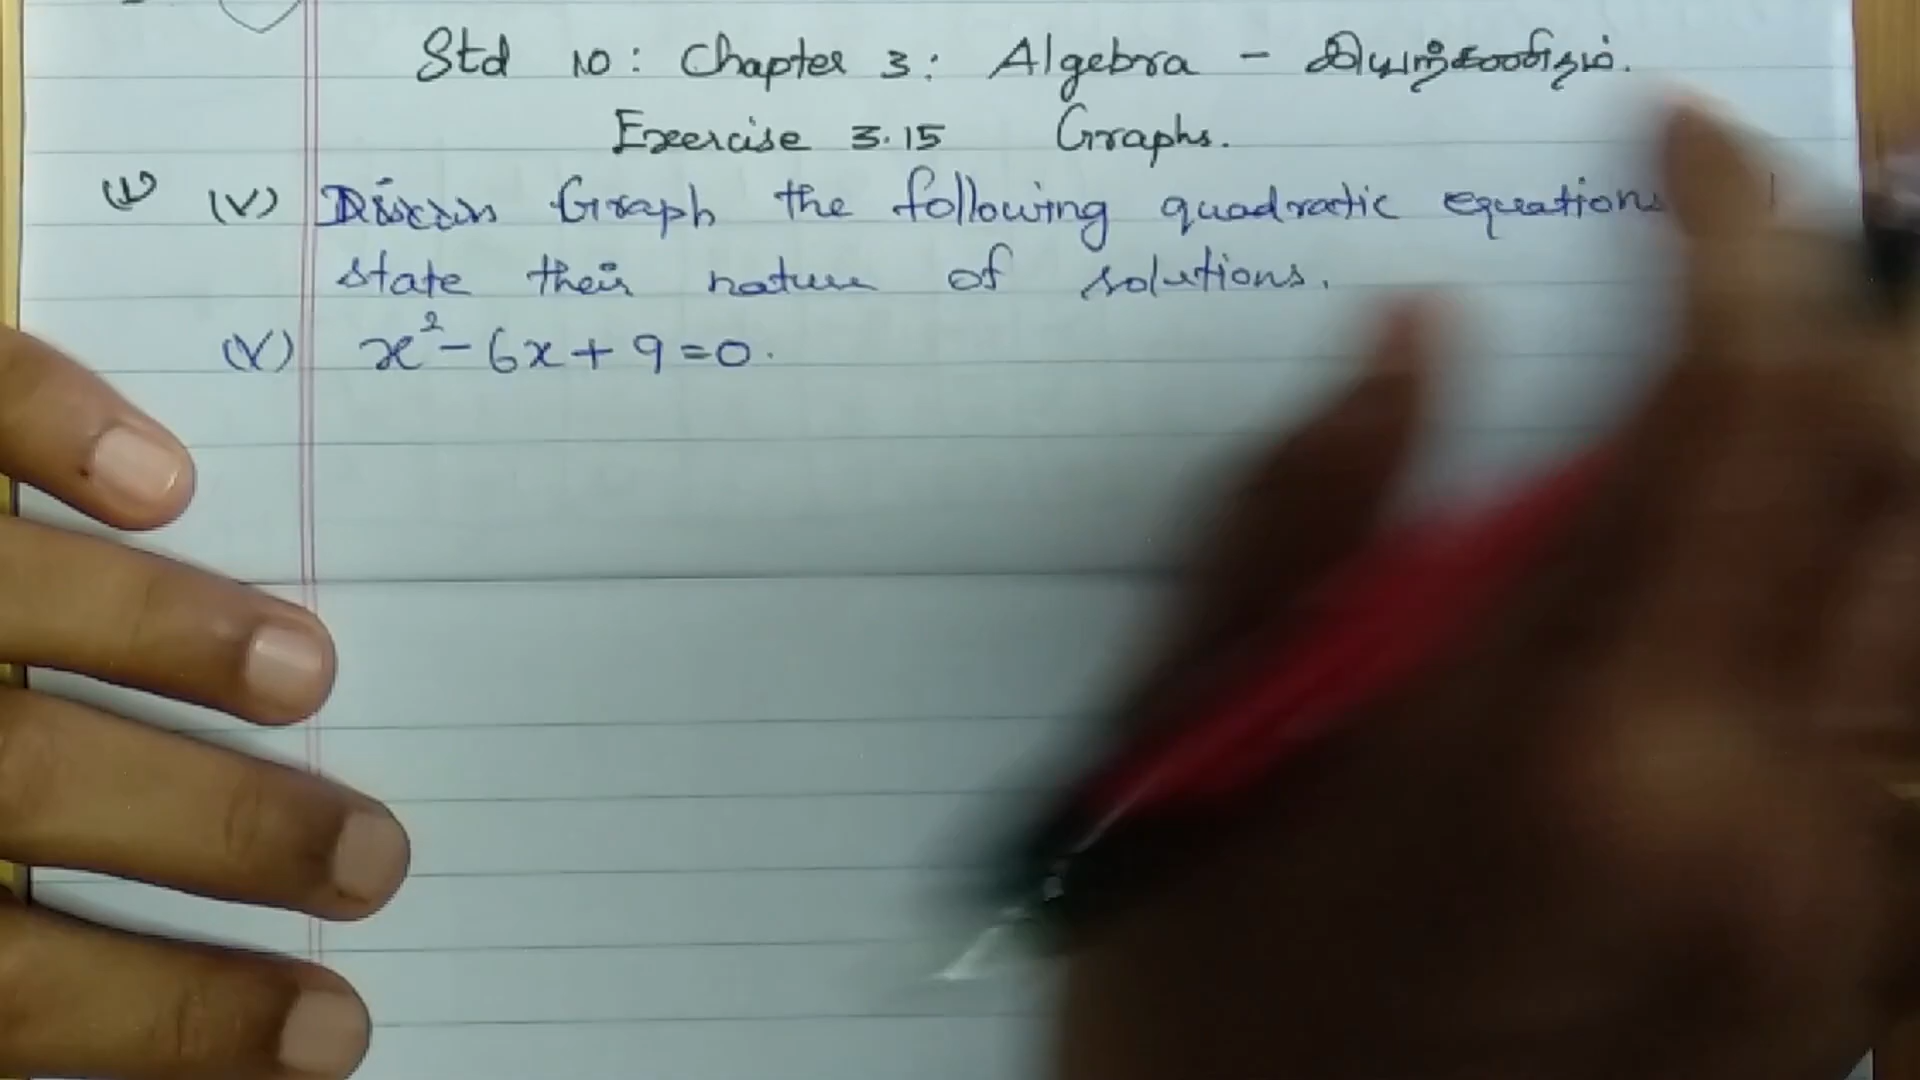 Std 10: Chapter 3: Algebra - இயற்கணிதம்.
Exercise 3.15 Graphs.
(1) (V) Graph the following quadratic equations
state their nature of solutions.
(V) x² - 6x + 9 = 0.